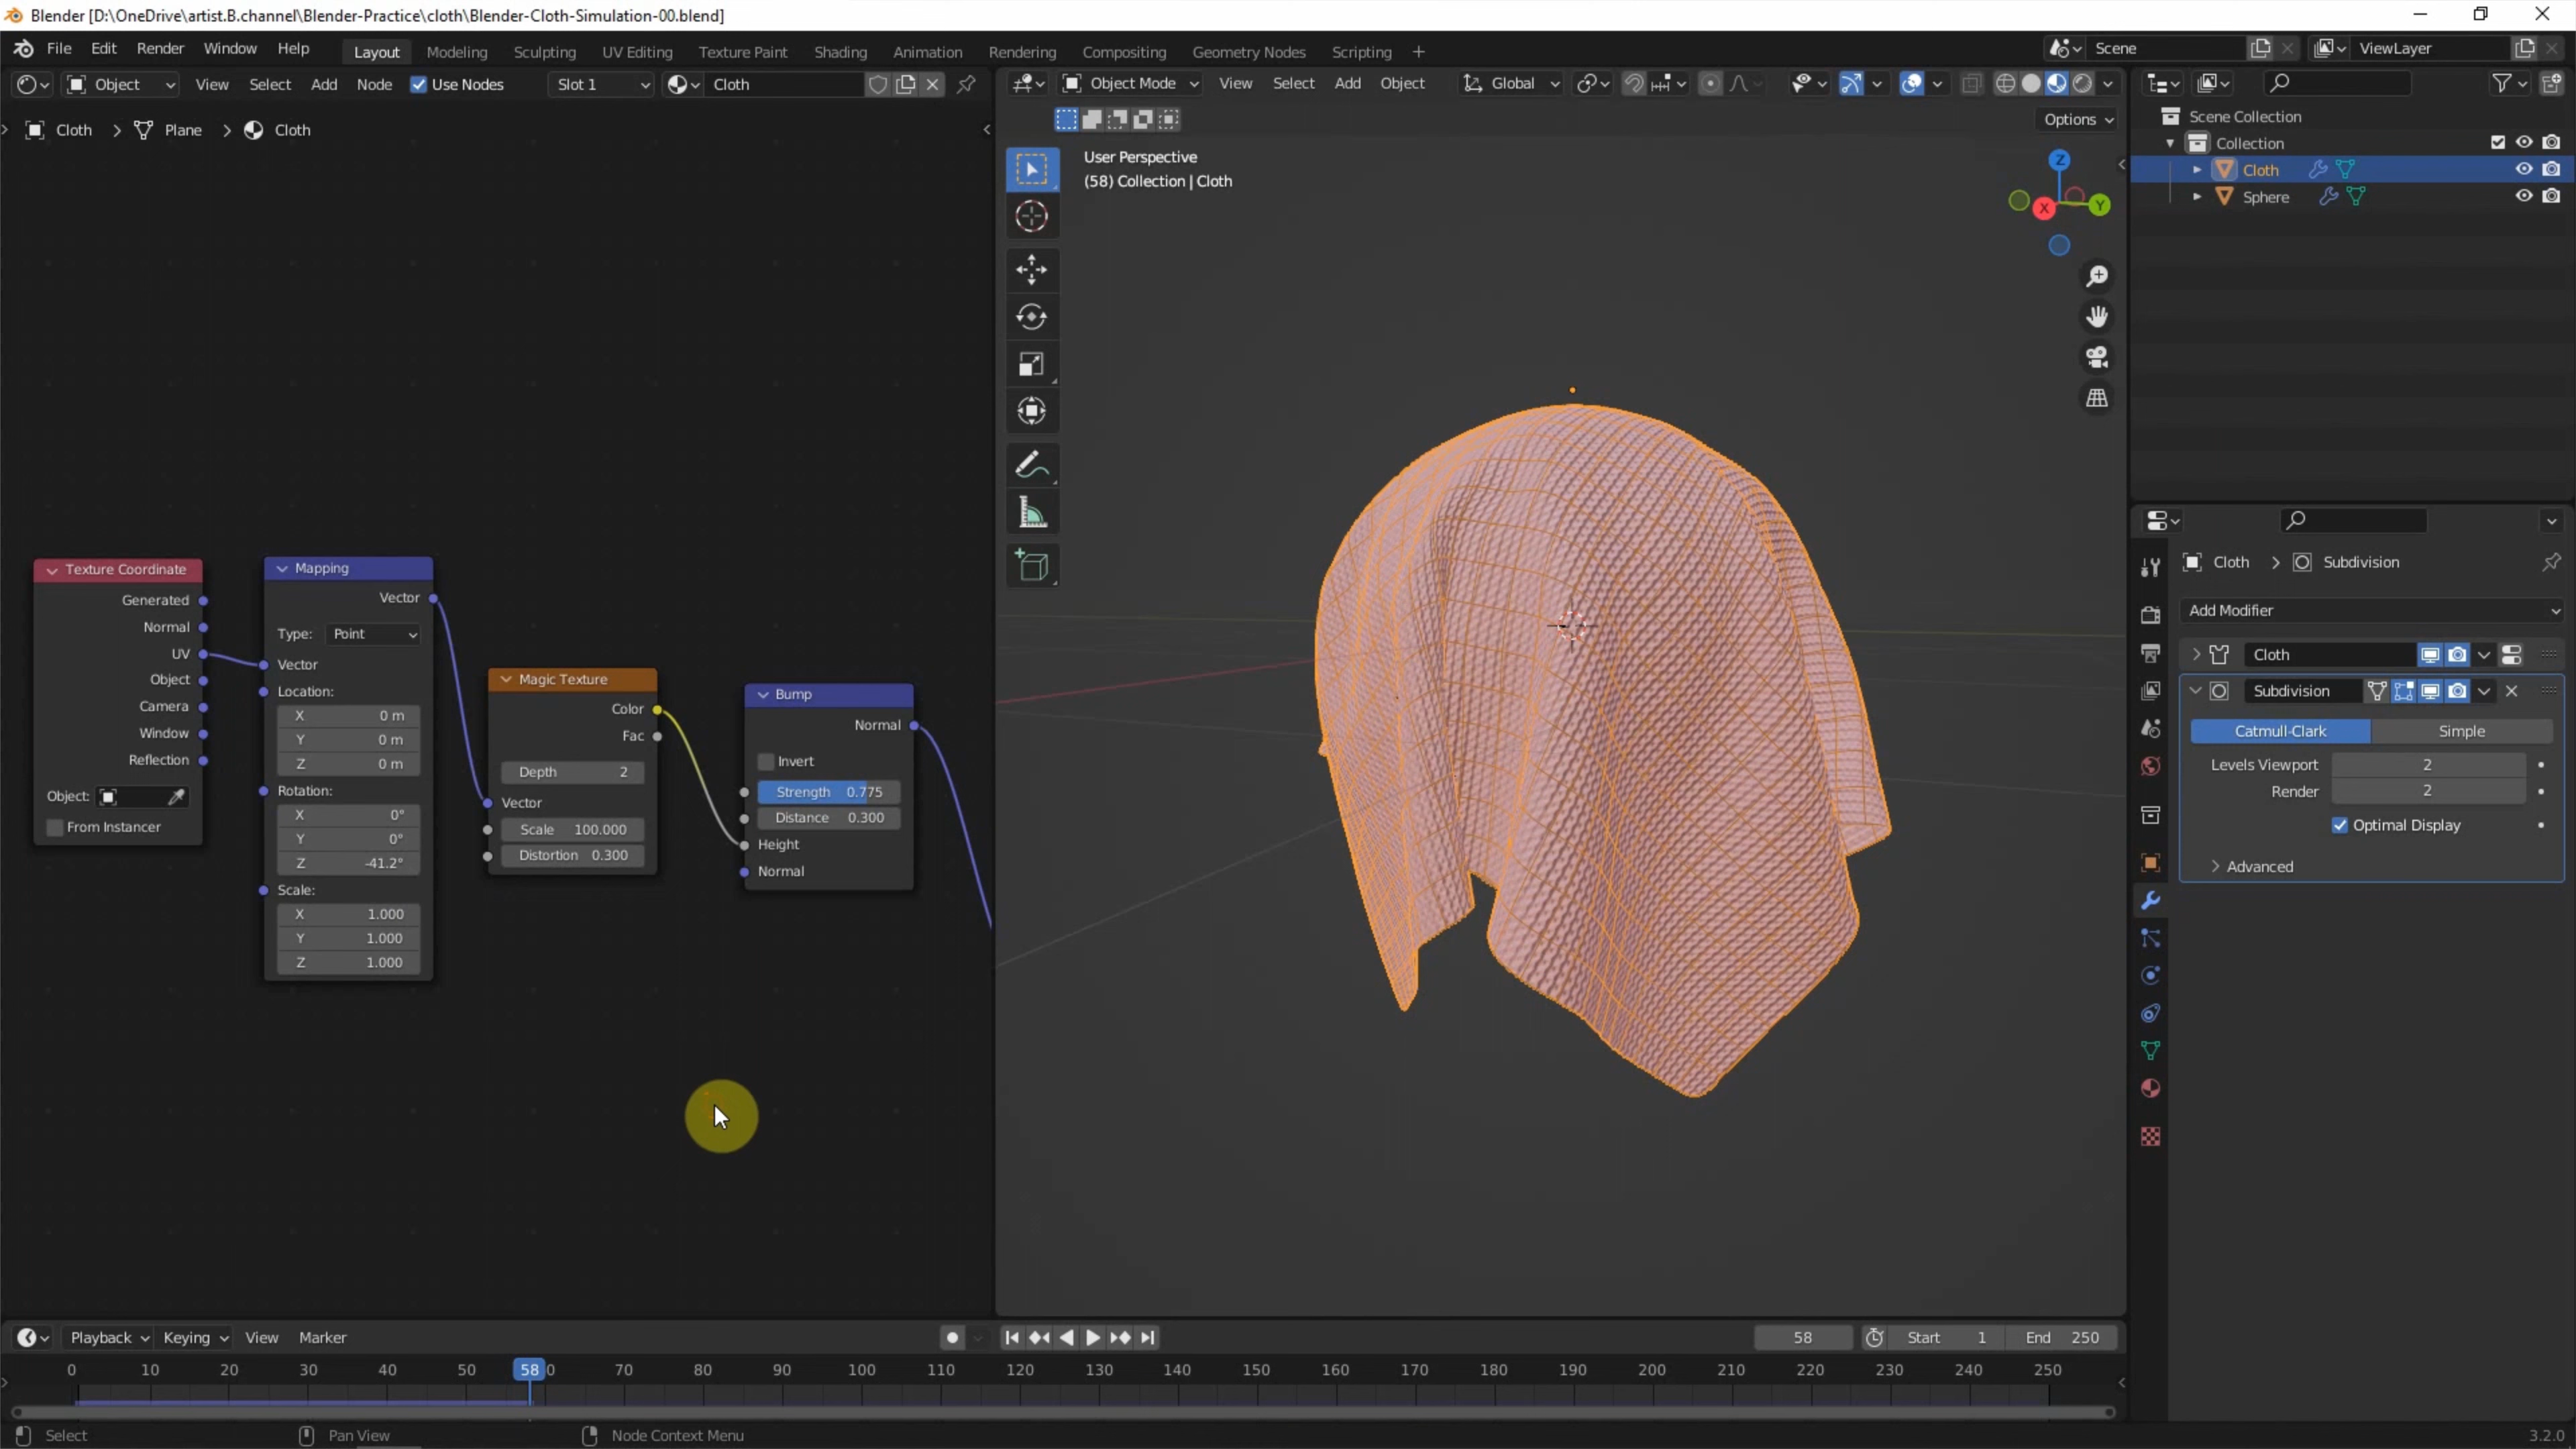 Blender [D:\OneDrive\artist.B.channel\Blender-Practice\cloth\Blender-Cloth-Simulation-00.blend]
File Edit Render Window Help Layout Modeling Sculpting UV Editing Texture Paint Shading Animation Rendering Compositing Geometry Nodes Scripting + Scene ViewLayer
Object View Select Add Node Use Nodes Slot 1 Cloth Object Mode View Select Add Object Global
Cloth > Plane > Cloth
Options
User Perspective
(58) Collection | Cloth
Z
X
Y
Scene Collection
Collection
Cloth
Sphere
Texture Coordinate
Generated
Normal
UV
Object
Camera
Window
Reflection
Object:
From Instancer
Mapping
Vector
Type: Point
Vector
Location:
X 0 m
Y 0 m
Z 0 m
Rotation:
X 0°
Y 0°
Z -41.2°
Scale:
X 1.000
Y 1.000
Z 1.000
Magic Texture
Color
Fac
Depth 2
Vector
Scale 100.000
Distortion 0.300
Bump
Normal
Invert
Strength 0.775
Distance 0.300
Height
Normal
Cloth > Subdivision
Add Modifier
Cloth
Subdivision
Catmull-Clark Simple
Levels Viewport 2
Render 2
Optimal Display
Advanced
Playback Keying View Marker 58 Start 1 End 250
0 10 20 30 40 50 58 0 70 80 90 100 110 120 130 140 150 160 170 180 190 200 210 220 230 240 250
Select Pan View Node Context Menu 3.2.0